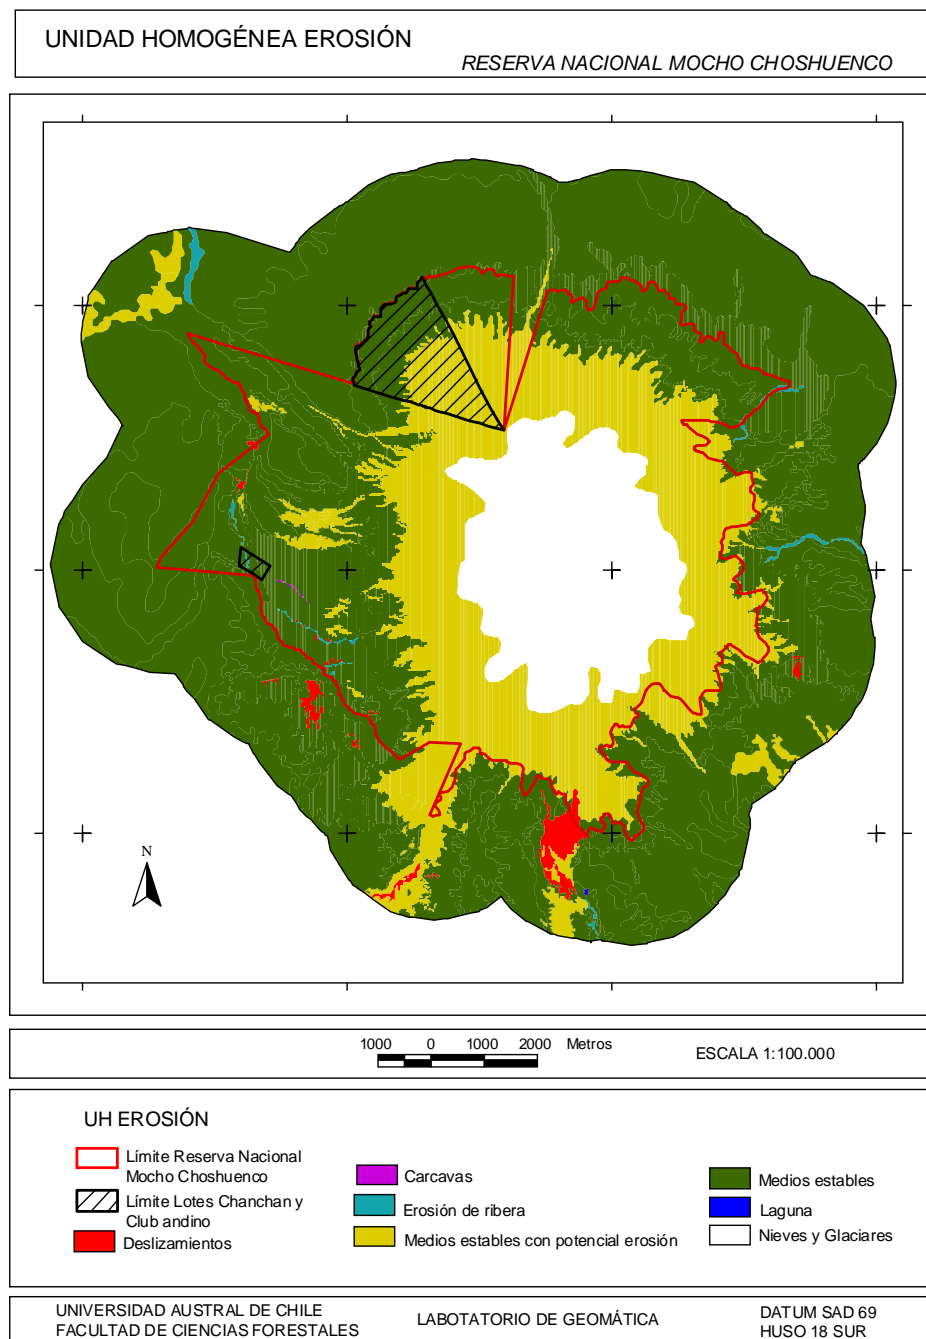 UNIDAD HOMOGÉNEA EROSIÓN
RESERVA NACIONAL MOCHO CHOSHUENCO
N
1000 0 1000 2000 Metros
ESCALA 1:100.000
UH EROSIÓN
Límite Reserva Nacional
Mocho Choshuenco
Límite Lotes Chanchan y
Club andino
Deslizamientos
Carcavas
Erosión de ribera
Medios estables con potencial erosión
Medios estables
Laguna
Nieves y Glaciares
UNIVERSIDAD AUSTRAL DE CHILE
FACULTAD DE CIENCIAS FORESTALES
LABOTATORIO DE GEOMÁTICA
DATUM SAD 69
HUSO 18 SUR